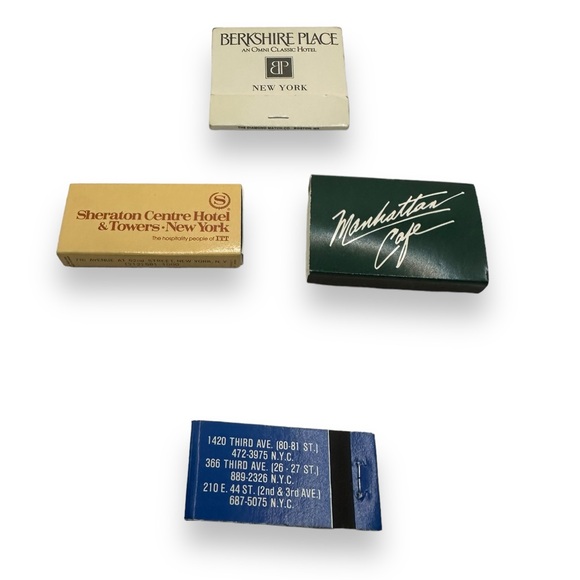 BERKSHIRE PLACE
AN OMNI CLASSIC HOTEL
BP
NEW YORK
S
Sheraton Centre Hotel
& Towers • New York
The hospitality people of ITT
Manhattan
Cafe
1420 THIRD AVE. (80-81 ST.)
472-3975 N.Y.C.
366 THIRD AVE. (26 - 27 ST.)
889-2326 N.Y.C.
210 E. 44 ST. (2nd & 3rd AVE.)
687-5075 N.Y.C.